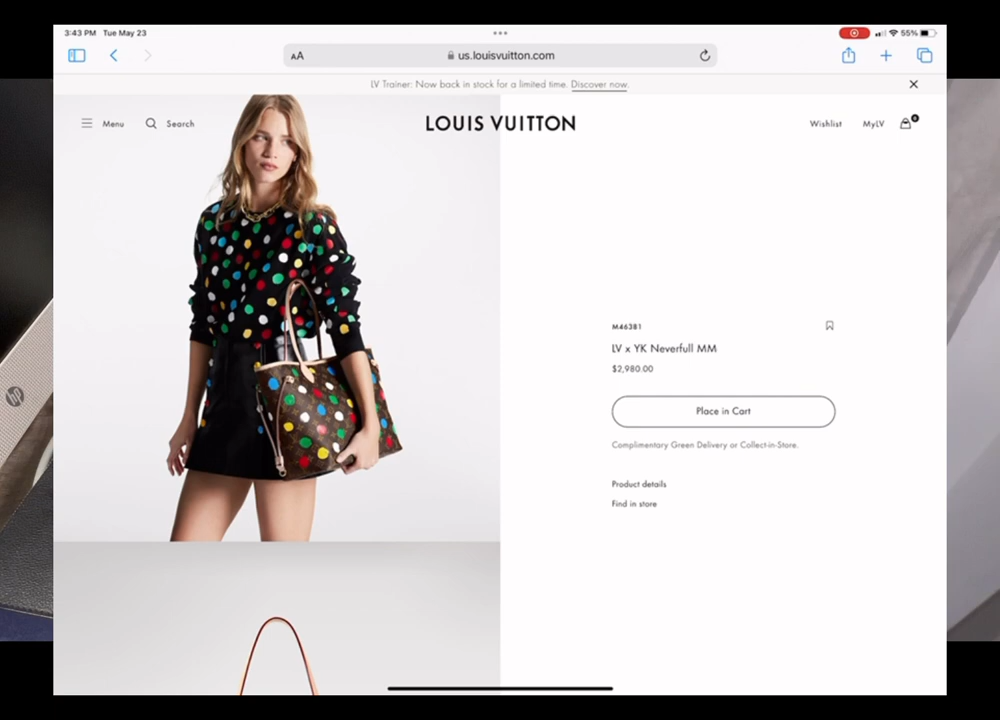 3:43 PM Tue May 23
55%
AA
us.louisvuitton.com
LV Trainer: Now back in stock for a limited time. Discover now.
Menu
Search
LOUIS VUITTON
Wishlist
MyLV
0
M46381
LV x YK Neverfull MM
$2,980.00
Place in Cart
Complimentary Green Delivery or Collect-in-Store.
Product details
Find in store
hp